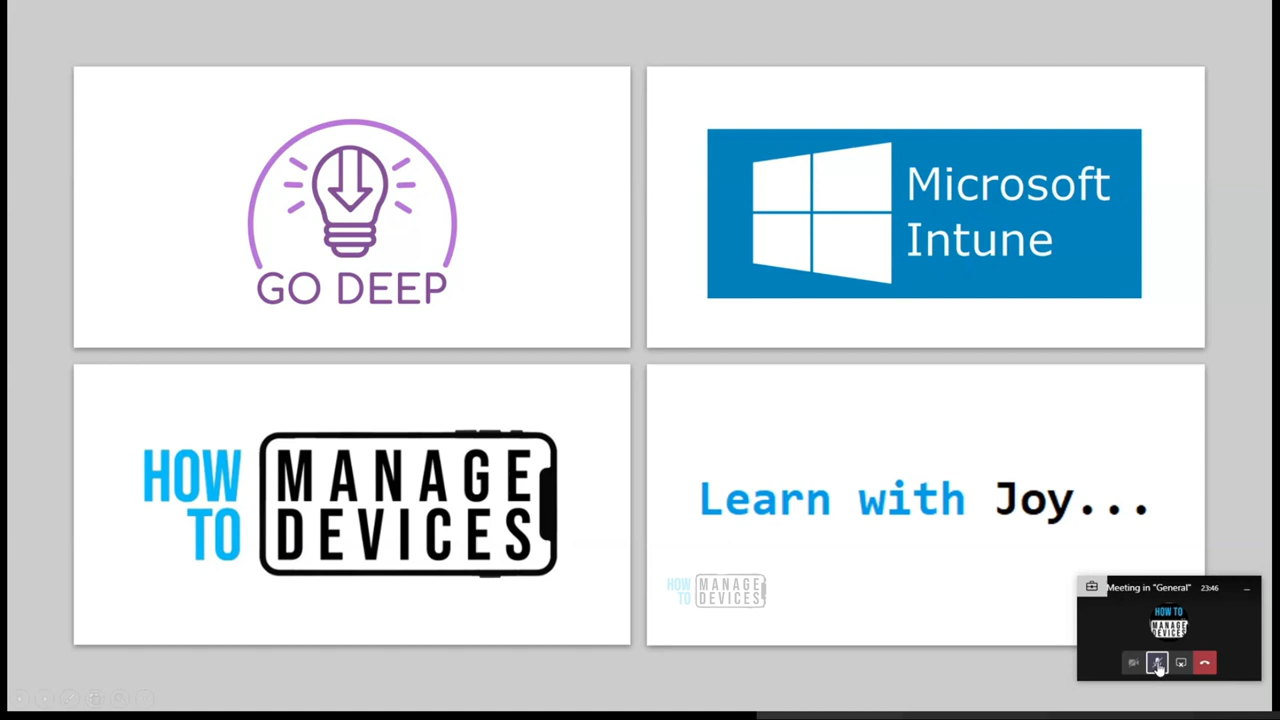 GO DEEP
Microsoft
Intune
HOW TO
MANAGE
DEVICES
Learn with Joy...
HOW TO
MANAGE
DEVICES
Meeting in "General" 23:46
HOW TO
MANAGE
DEVICES